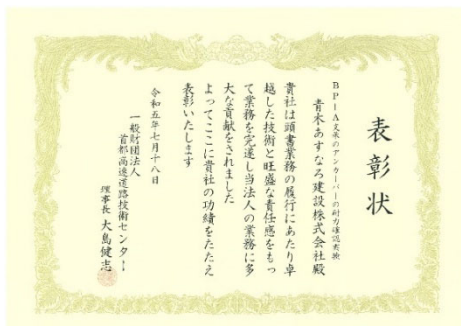 表彰状
BP-A支承のアンカーバーの耐力確認実験
青木あすなろ建設株式会社殿
貴社は頭書業務の履行にあたり卓
越した技術と旺盛な責任感をもっ
て業務を完遂し当法人の業務に多
大な貢献をされました
よってここに貴社の功績をたたえ
表彰いたします
令和五年七月十八日
一般財団法人
首都高速道路技術センター
理事長 大島健志